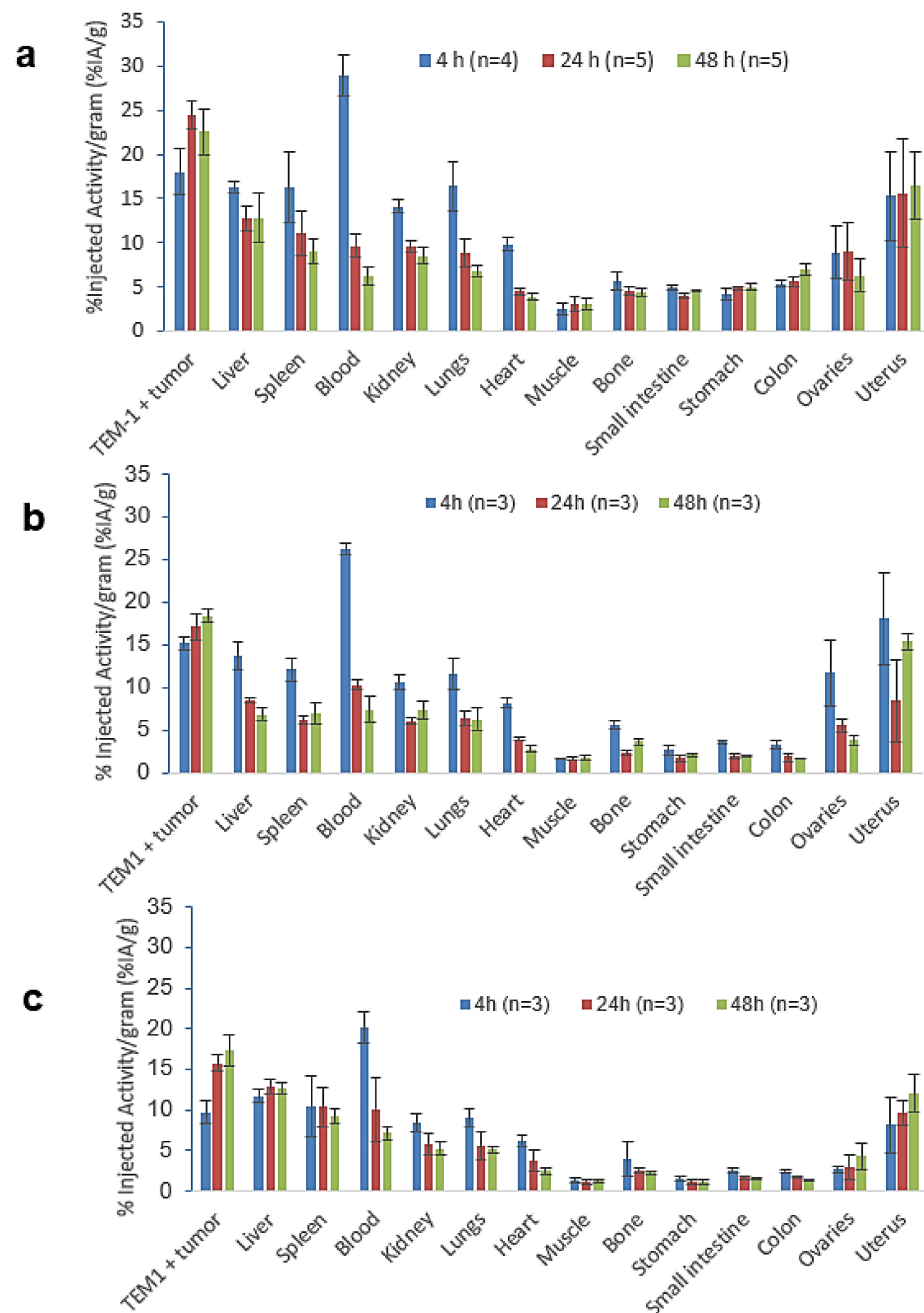 a
%Injected Activity/gram (%IA/g)
35
30
25
20
15
10
5
0
4 h (n=4) 24 h (n=5) 48 h (n=5)
TEM-1 + tumor
Liver
Spleen
Blood
Kidney
Lungs
Heart
Muscle
Bone
Small intestine
Stomach
Colon
Ovaries
Uterus
b
% Injected Activity/gram (%IA/g)
35
30
25
20
15
10
5
0
4h (n=3) 24h (n=3) 48h (n=3)
TEM1 + tumor
Liver
Spleen
Blood
Kidney
Lungs
Heart
Muscle
Bone
Stomach
Small intestine
Colon
Ovaries
Uterus
c
% Injected Activity/gram (%IA/g)
35
30
25
20
15
10
5
0
4h (n=3) 24h (n=3) 48h (n=3)
TEM1 + tumor
Liver
Spleen
Blood
Kidney
Lungs
Heart
Muscle
Bone
Stomach
Small intestine
Colon
Ovaries
Uterus